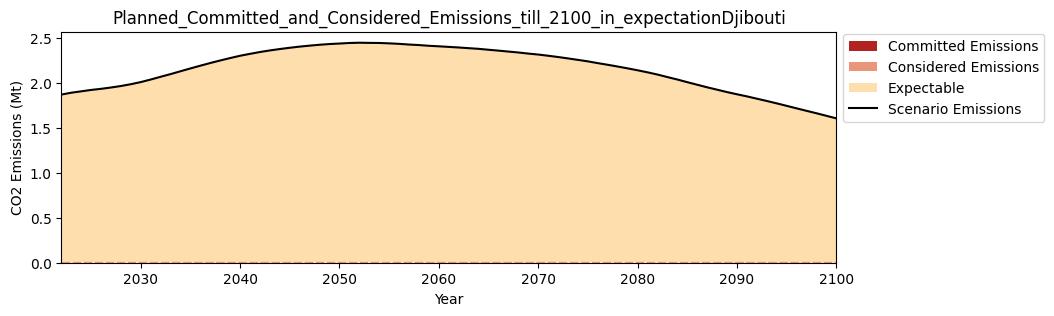 Planned_Committed_and_Considered_Emissions_till_2100_in_expectationDjibouti
2.5
2.0
1.5
1.0
0.5
0.0
CO2 Emissions (Mt)
2030 2040 2050 2060 2070 2080 2090 2100
Year
Committed Emissions
Considered Emissions
Expectable
Scenario Emissions